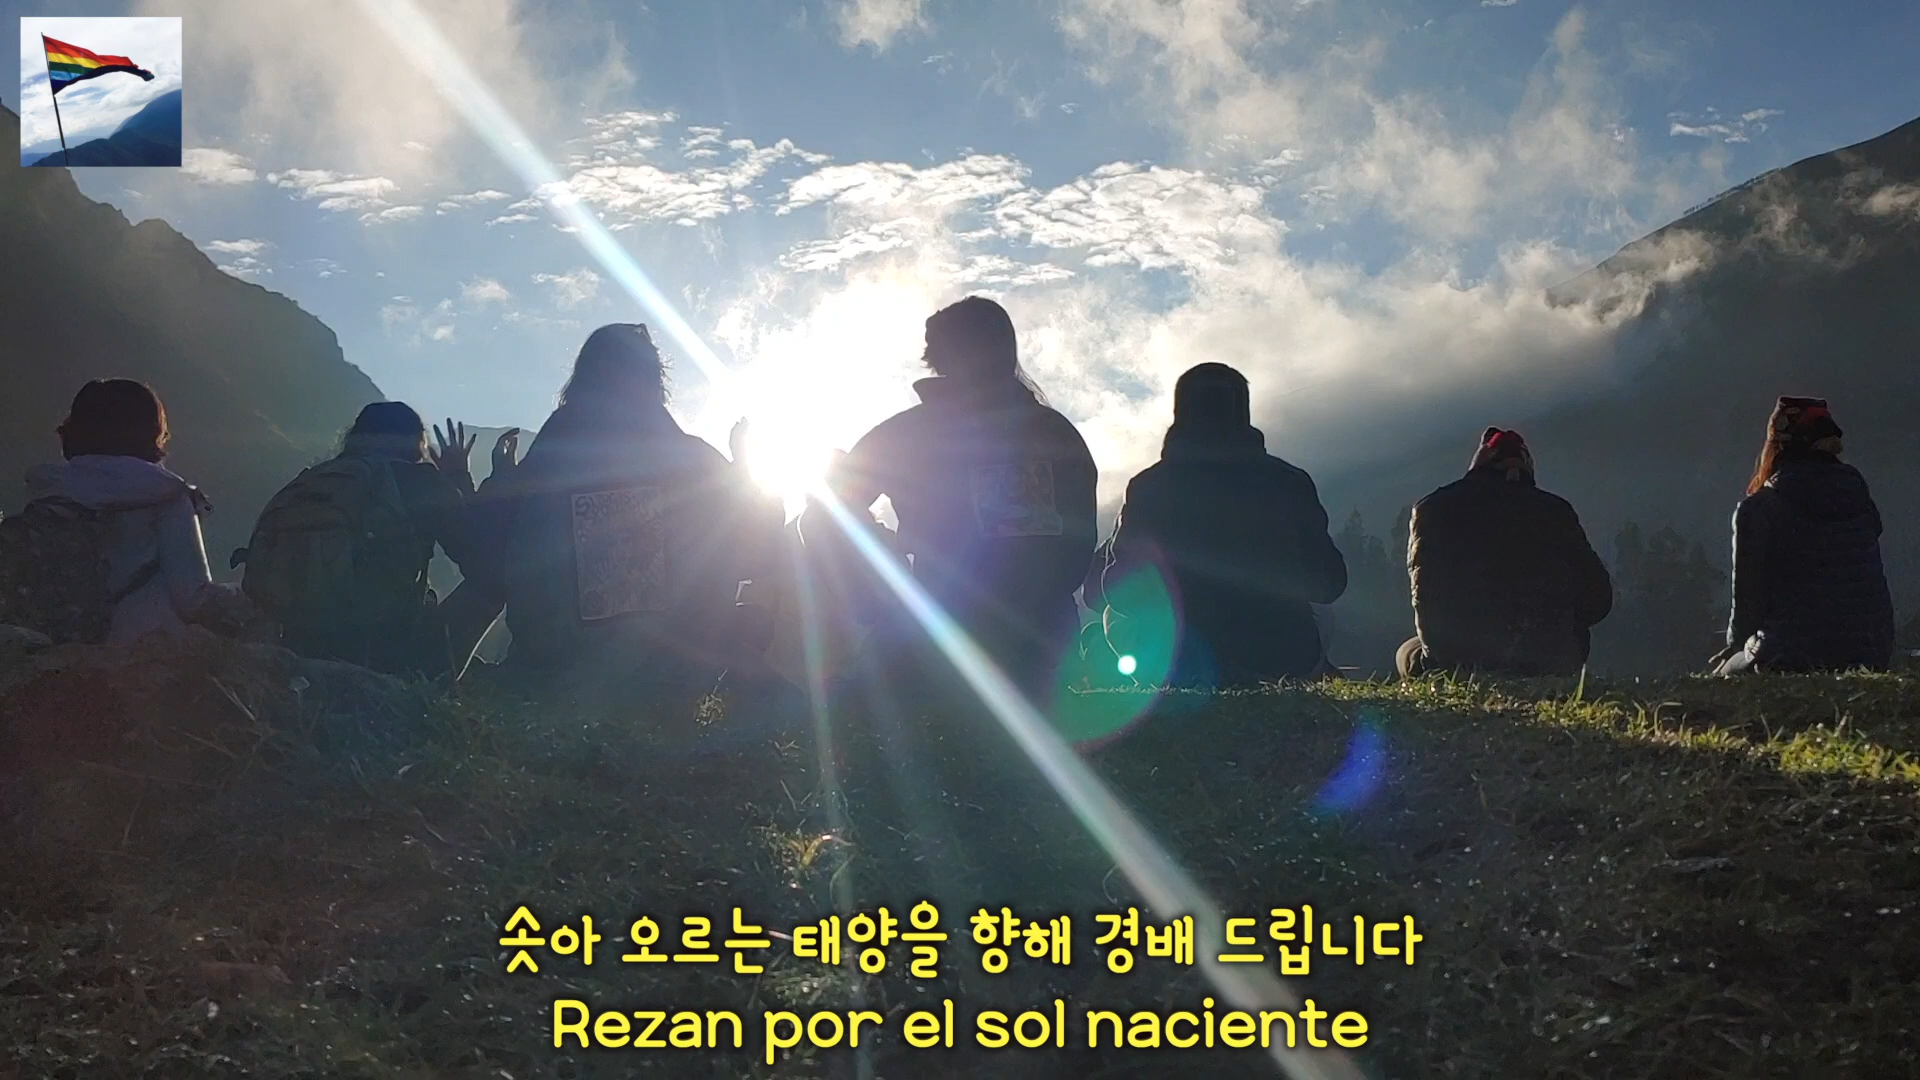 솟아 오르는 태양을 향해 경배 드립니다
Rezan por el sol naciente